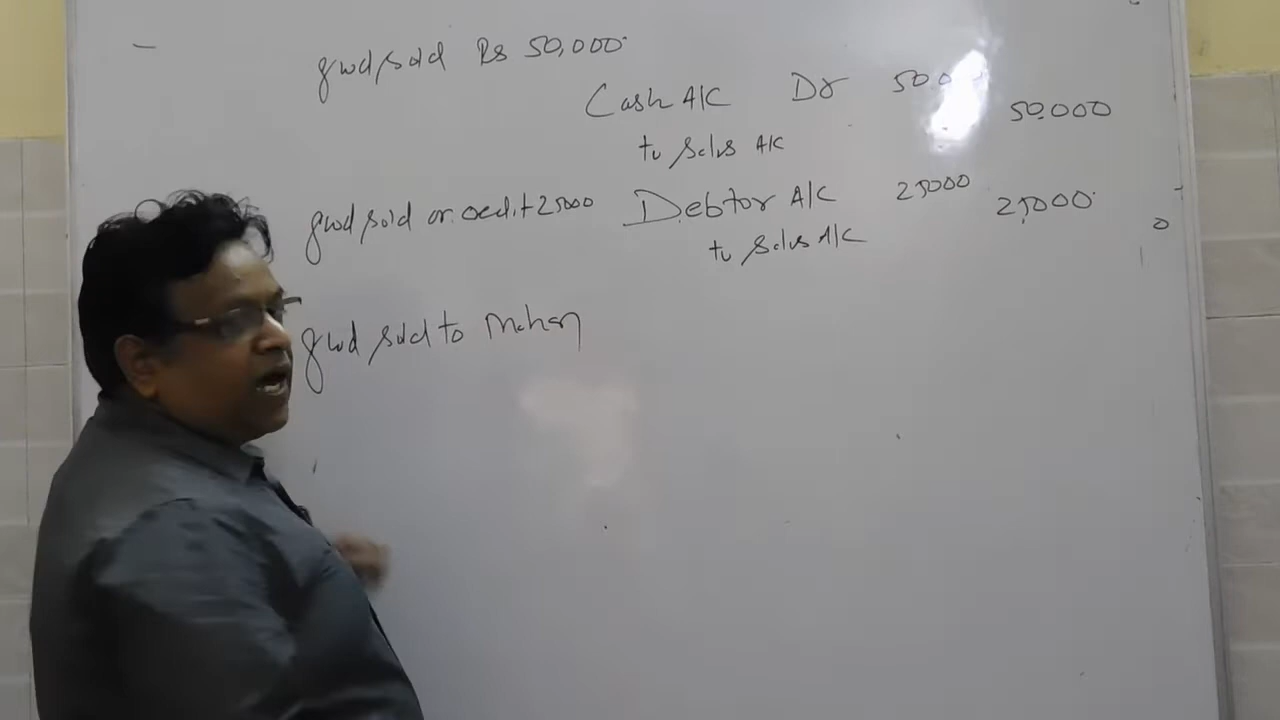 gud sold Rs 50,000
Cash A/C Dr 500
50,000
to sales A/C
gud sold on credit 25000 Debtor A/C 25000 25000
to sales A/C
gud sold to Mohan